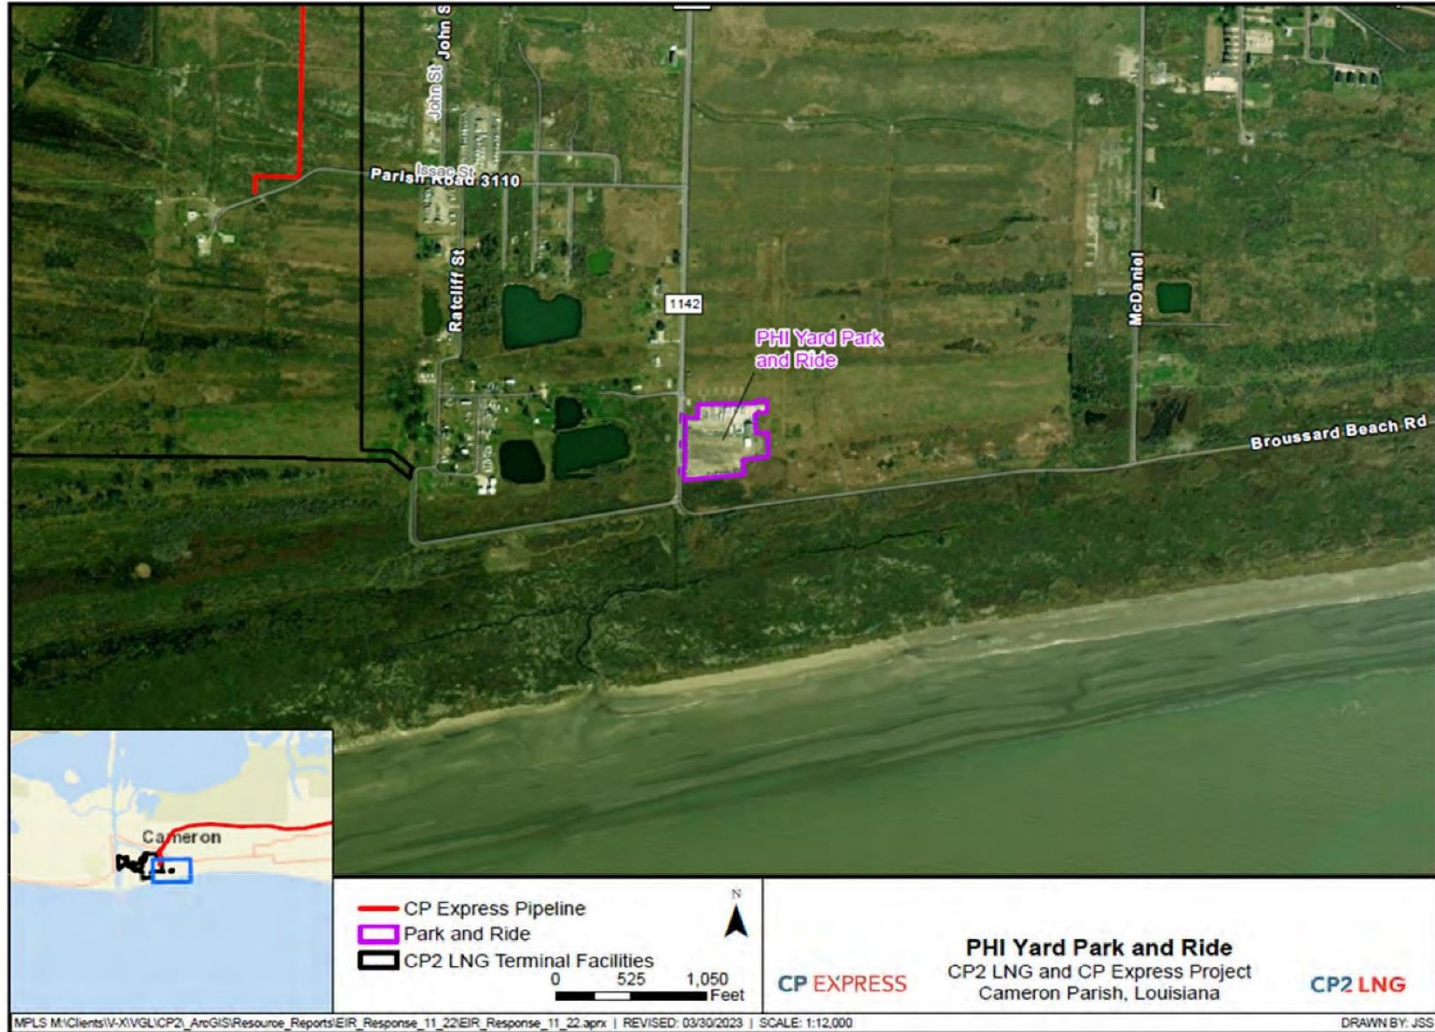 John S
John St
Issac St
Parish Road 3110
Ratcliff St
1142
McDaniel
PHI Yard Park
and Ride
Broussard Beach Rd
Cameron
CP Express Pipeline
Park and Ride
CP2 LNG Terminal Facilities
N
0 525 1,050
Feet
CP EXPRESS
PHI Yard Park and Ride
CP2 LNG and CP Express Project
Cameron Parish, Louisiana
CP2 LNG
MPLS M:\Clients\V-X\VGL\CP2\_ArcGIS\Resource_Reports\EIR_Response_11_22\EIR_Response_11_22.aprx | REVISED: 03/30/2023 | SCALE: 1:12,000
DRAWN BY: JSS